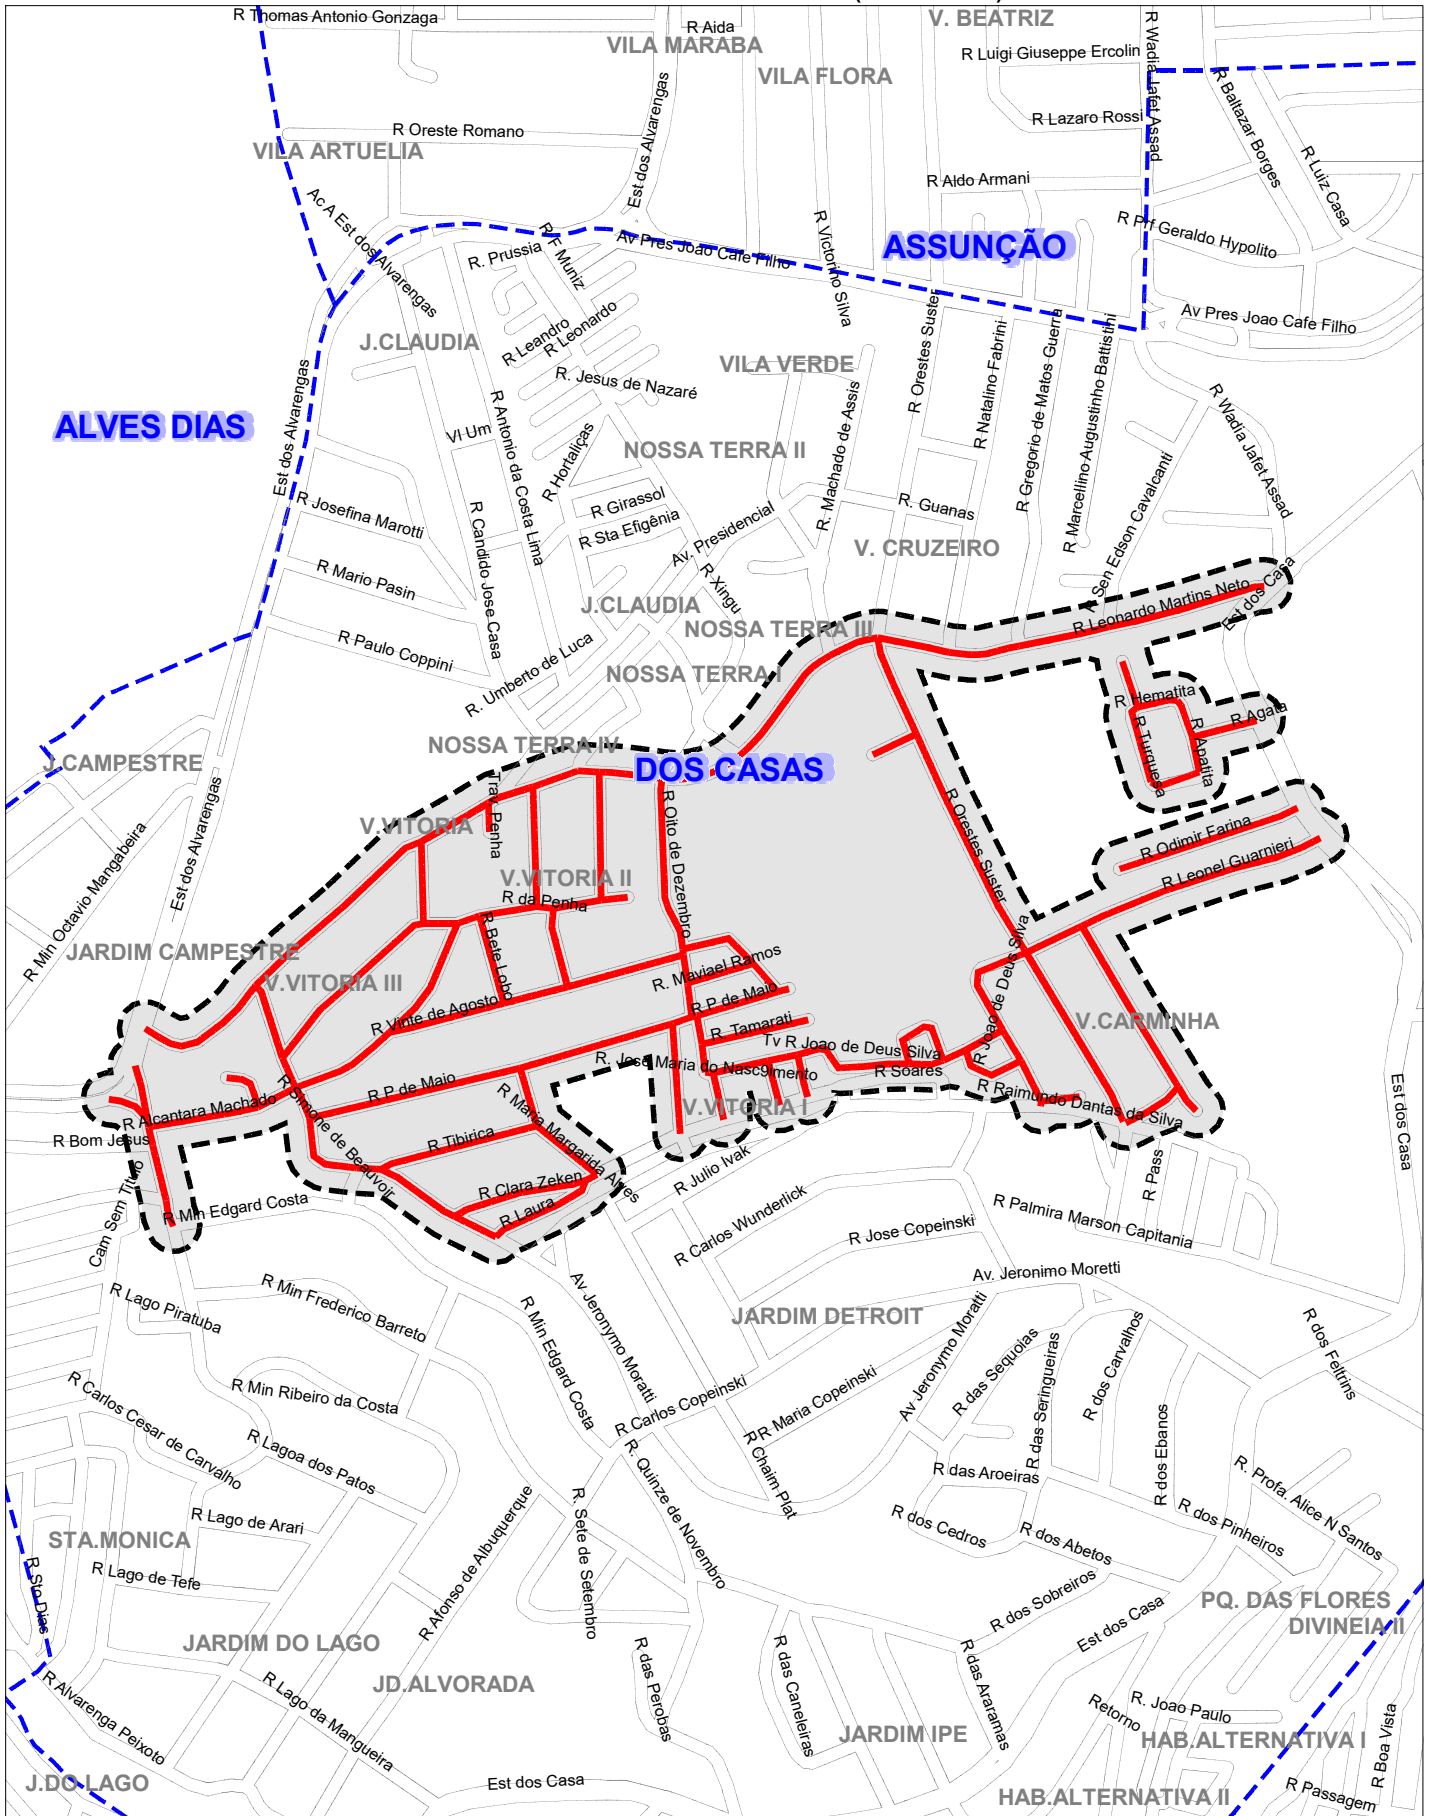 V. BEATRIZ
R Thomas Antonio Gonzaga
R Aida
VILA MARABA
R Luigi Giuseppe Ercolin
R Wadia Jafet Assad
VILA FLORA
R Baltazar Borges
Est dos Alvarengas
R Lazaro Rossi
R Oreste Romano
VILA ARTUELIA
R Luiz Casa
R Aldo Armani
Ac A Est dos Alvarengas
R F Muniz
R. Prussia
Av Pres Joao Cafe Filho
R Victorino Silva
ASSUNÇÃO
R Prf Geraldo Hypolito
Av Pres Joao Cafe Filho
J.CLAUDIA
R Leandro
R Leonardo
R. Jesus de Nazaré
VILA VERDE
R Orestes Suster
R Natalino Fabrini
R Gregorio de Matos Guerra
R Marcellino Augustinho Battistini
R Wadia Jafet Assad
ALVES DIAS
Est dos Alvarengas
Vl Um
R Antonio da Costa Lima
R Hortaliças
NOSSA TERRA II
R. Machado de Assis
R Sen Edson Cavalcanti
R Josefina Marotti
R Candido Jose Casa
R Girassol
R Sta Efigênia
Av. Presidencial
R. Guanas
V. CRUZEIRO
R Mario Pasin
R Xingu
J.CLAUDIA
R Leonardo Martins Neto
Est dos Casa
R Paulo Coppini
R. Umberto de Luca
NOSSA TERRA III
NOSSA TERRA I
R Hematita
R Turquesa
R Apatita
R Agata
NOSSA TERRA IV
J.CAMPESTRE
DOS CASAS
Trav Penha
R Oito de Dezembro
R Orestes Suster
V.VITORIA
R Min Octavio Mangabeira
Est dos Alvarengas
R Odimir Farina
R Leonel Guarnieri
V.VITORIA II
R da Penha
R Bete Lobo
JARDIM CAMPESTRE
V.VITORIA III
R. Maviael Ramos
R Joao de Deus Silva
R Vinte de Agosto
R P de Maio
R. Tamarati
V.CARMINHA
Tv R Joao de Deus Silva
R. Jose Maria do Nasc9imento
R Soares
R P de Maio
R Simone de Beauvoir
R Maria Margarida Alves
R Alcantara Machado
R Bom Jesus
V.VITORIA I
R Raimundo Dantas da Silva
Est dos Casa
R Tibirica
Cam Sem Titulo
R Clara Zeken
R Laura
R Julio Ivak
R Pass
R Min Edgard Costa
R Carlos Wunderlick
R Jose Copeinski
R Palmira Marson Capitania
R Lago Piratuba
R Min Frederico Barreto
R Min Edgard Costa
Av Jeronymo Moratti
Av. Jeronimo Moretti
JARDIM DETROIT
Av Jeronymo Moratti
R das Sequoias
R das Seringueiras
R dos Carvalhos
R dos Feltrins
R Carlos Cesar de Carvalho
R Min Ribeiro da Costa
R Carlos Copeinski
R Maria Copeinski
R Lagoa dos Patos
R. Quinze de Novembro
R Chaim Plat
R das Aroeiras
R dos Ebanos
R. Profa. Alice N Santos
R Lago de Arari
R Afonso de Albuquerque
R. Sete de Setembro
R dos Cedros
R dos Abetos
R dos Pinheiros
STA.MONICA
R Sto Dias
R Lago de Tefe
R dos Sobreiros
Est dos Casa
PQ. DAS FLORES
DIVINEIA II
JARDIM DO LAGO
JD.ALVORADA
R das Perobas
R das Caneleiras
R das Araramas
R Alvarenga Peixoto
R Lago da Mangueira
JARDIM IPE
Retorno
R. Joao Paulo
HAB.ALTERNATIVA I
R Boa Vista
J.DO LAGO
Est dos Casa
HAB.ALTERNATIVA II
R Passagem